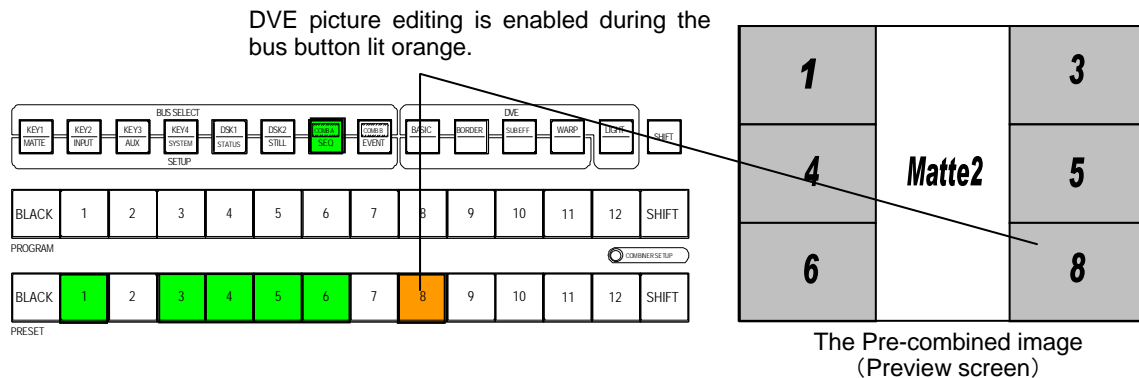 DVE picture editing is enabled during the
bus button lit orange.
BUS SELECT
DVE
KEY1 KEY2 KEY3 KEY4 DSK1 DSK2 COMB A COMB B BASIC BORDER SUB EFF WARP LIGHT SHIFT
MATTE INPUT AUX SYSTEM STATUS STILL SEQ EVENT
SETUP
BLACK 1 2 3 4 5 6 7 8 9 10 11 12 SHIFT
PROGRAM
COMBINER SETUP
BLACK 1 2 3 4 5 6 7 8 9 10 11 12 SHIFT
PRESET
1 3
4 Matte2 5
6 8
The Pre-combined image
（Preview screen）